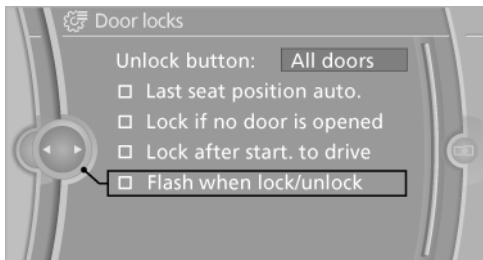 Door locks
Unlock button: All doors
Last seat position auto.
Lock if no door is opened
Lock after start. to drive
Flash when lock/unlock